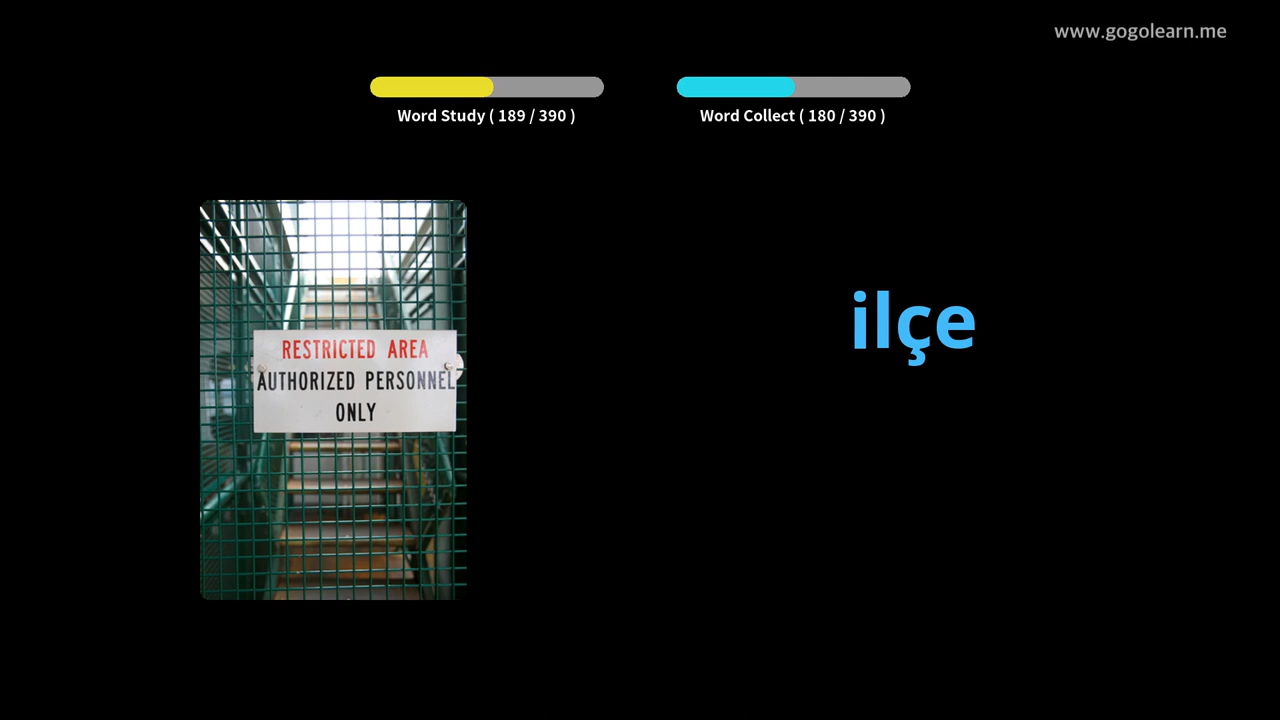 www.gogolearn.me
Word Study ( 189 / 390 )
Word Collect ( 180 / 390 )
RESTRICTED AREA
AUTHORIZED PERSONNEL
ONLY
ilçe